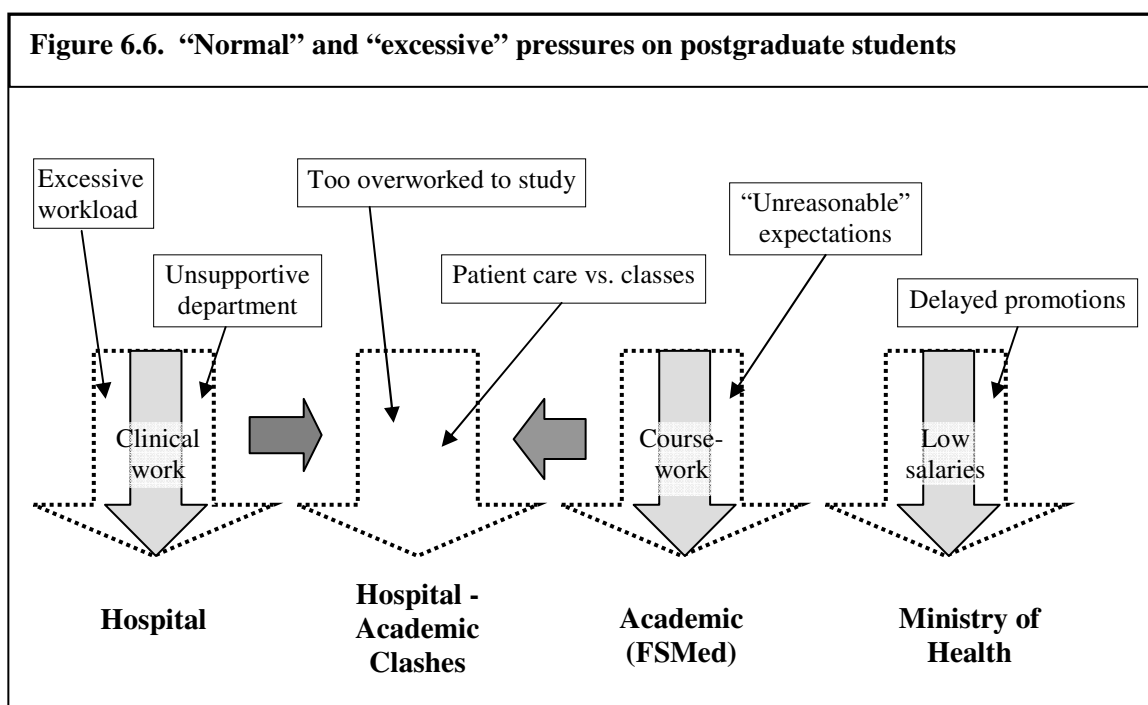 Figure 6.6. “Normal” and “excessive” pressures on postgraduate students
Excessive
workload
Too overworked to study
“Unreasonable”
expectations
Unsupportive
department
Patient care vs. classes
Delayed promotions
Clinical
work
Course-
work
Low
salaries
Hospital
Hospital -
Academic
Clashes
Academic
(FSMed)
Ministry of
Health